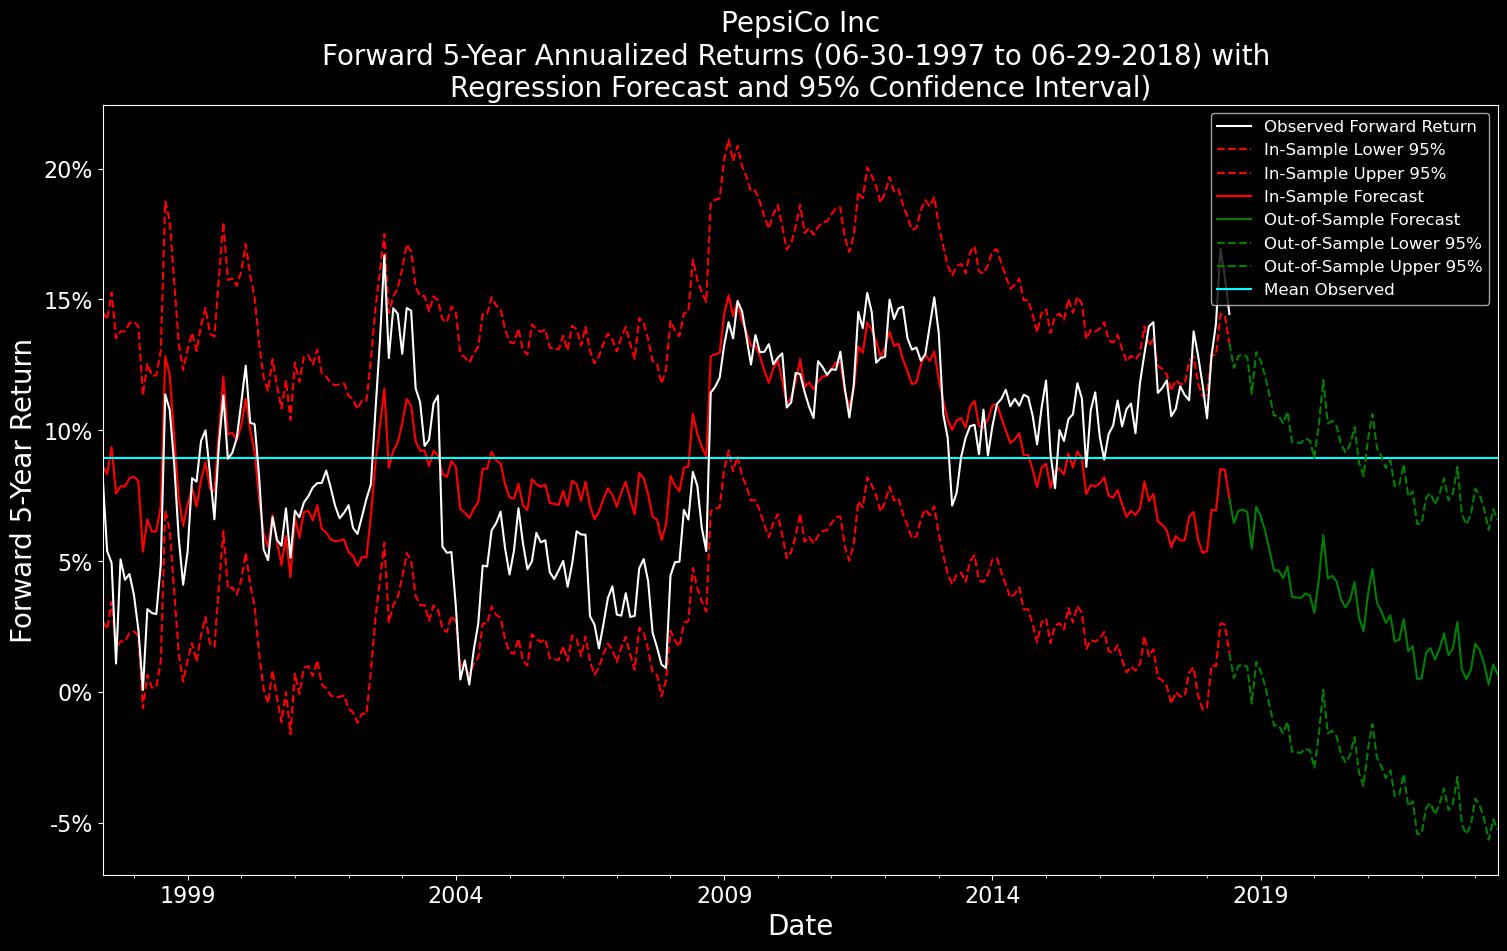 PepsiCo Inc
Forward 5-Year Annualized Returns (06-30-1997 to 06-29-2018) with
Regression Forecast and 95% Confidence Interval)
Observed Forward Return
In-Sample Lower 95%
In-Sample Upper 95%
In-Sample Forecast
Out-of-Sample Forecast
Out-of-Sample Lower 95%
Out-of-Sample Upper 95%
Mean Observed
Forward 5-Year Return
20%
15%
10%
5%
0%
-5%
1999
2004
2009
2014
2019
Date